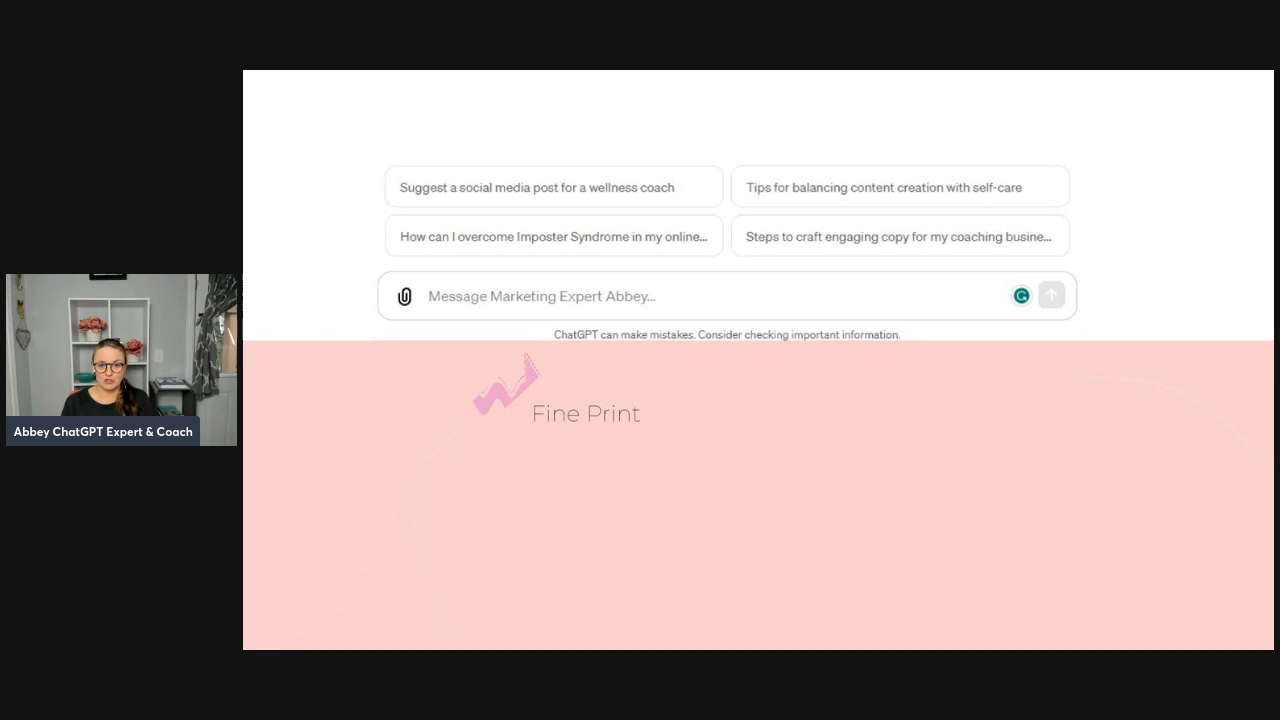 Suggest a social media post for a wellness coach
Tips for balancing content creation with self-care
How can I overcome Imposter Syndrome in my online...
Steps to craft engaging copy for my coaching busine...
Message Marketing Expert Abbey...
ChatGPT can make mistakes. Consider checking important information.
Fine Print
Abbey ChatGPT Expert & Coach